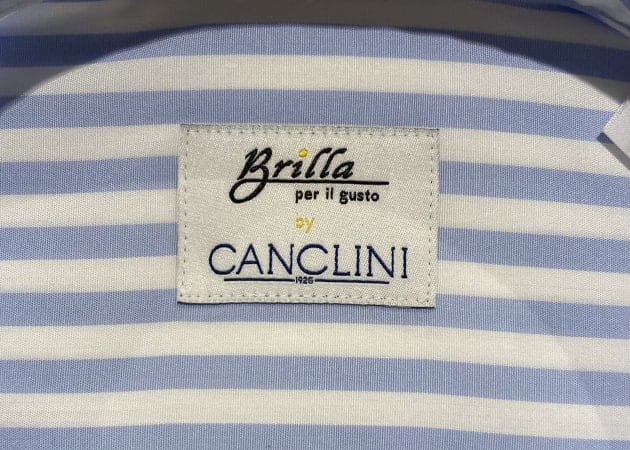 Brilla
per il gusto
by
CANCLINI
1925